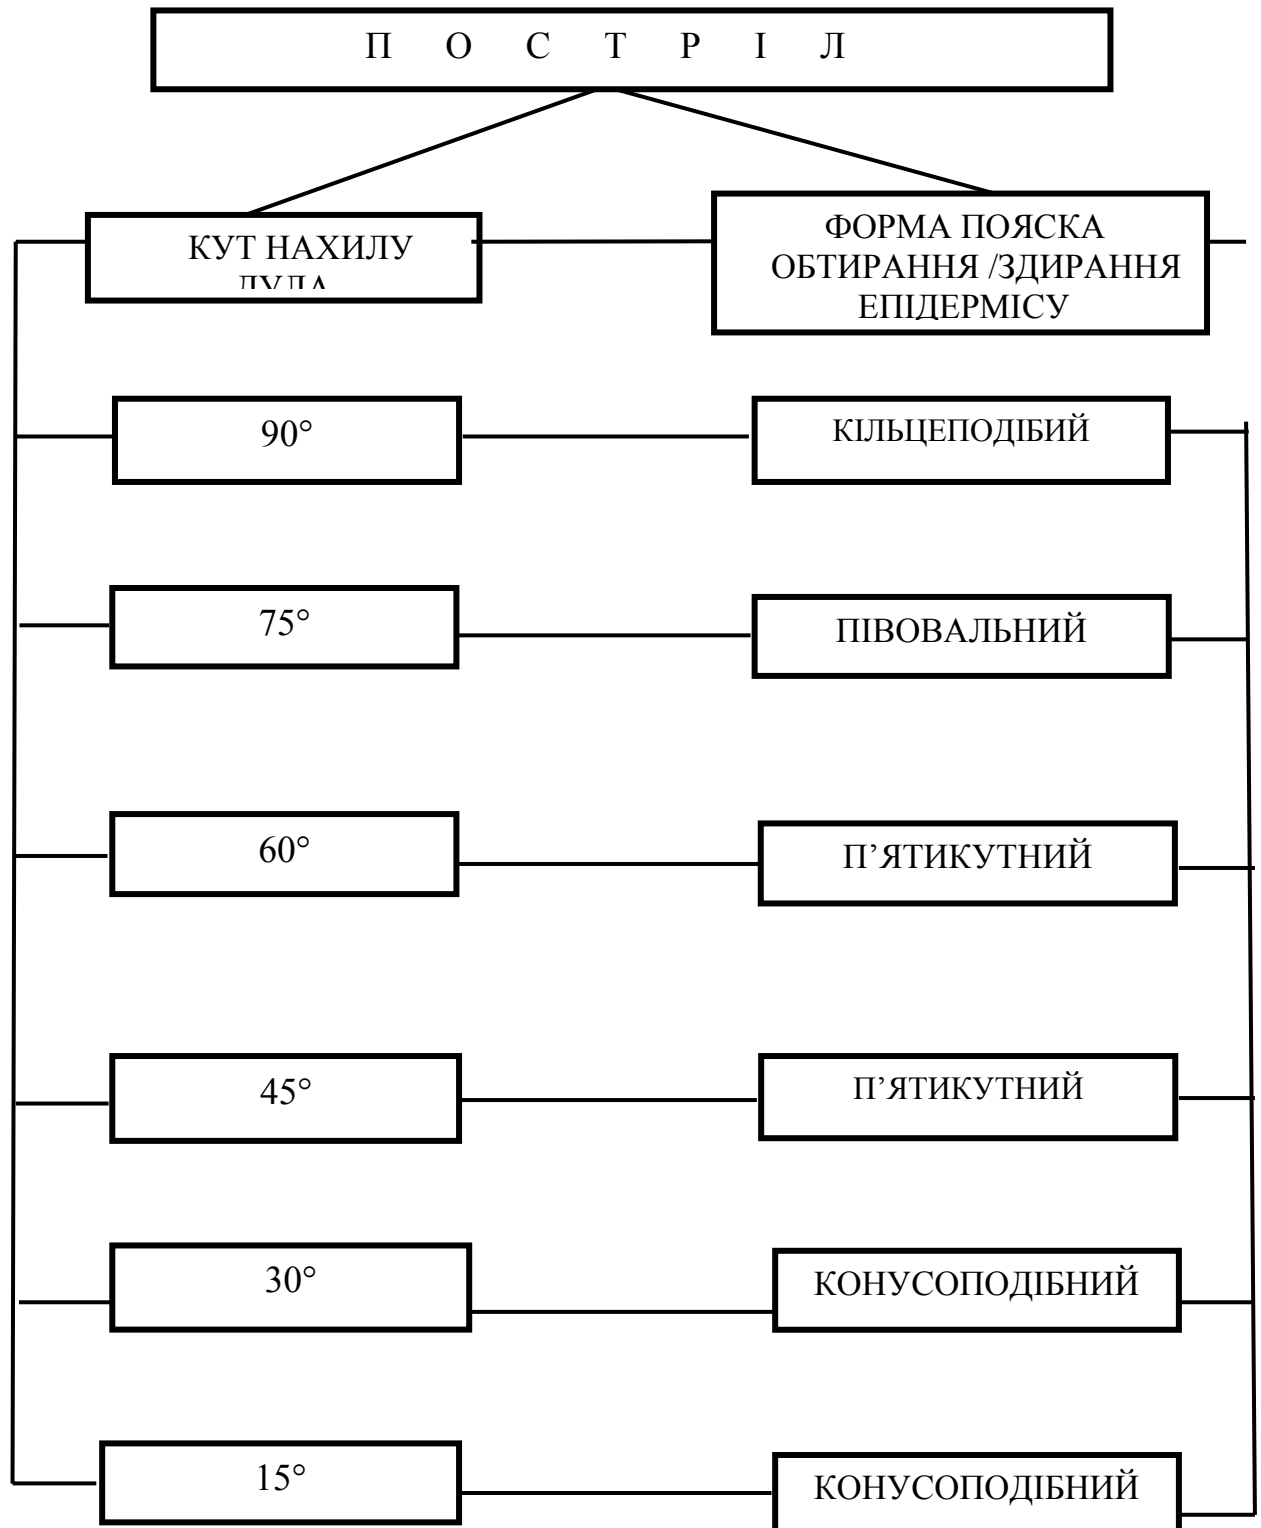 П О С Т Р І Л
КУТ НАХИЛУ
ФОРМА ПОЯСКА
ОБТИРАННЯ /ЗДИРАННЯ
ЕПІДЕРМІСУ
90°
КІЛЬЦЕПОДІБИЙ
75°
ПІВОВАЛЬНИЙ
60°
П’ЯТИКУТНИЙ
45°
П’ЯТИКУТНИЙ
30°
КОНУСОПОДІБНИЙ
15°
КОНУСОПОДІБНИЙ